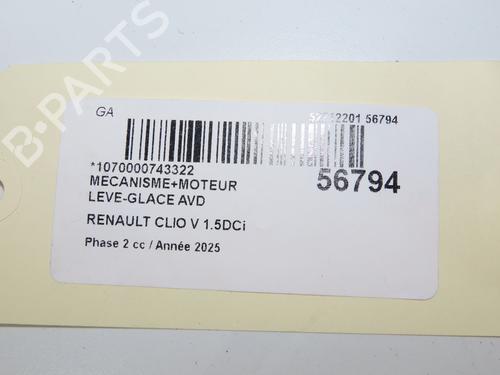 GA
56794
*1070000743322
56794
MECANISME+MOTEUR
LEVE-GLACE AVD
RENAULT CLIO V 1.5DCi
Phase 2 cc / Année 2025
B-PARTS